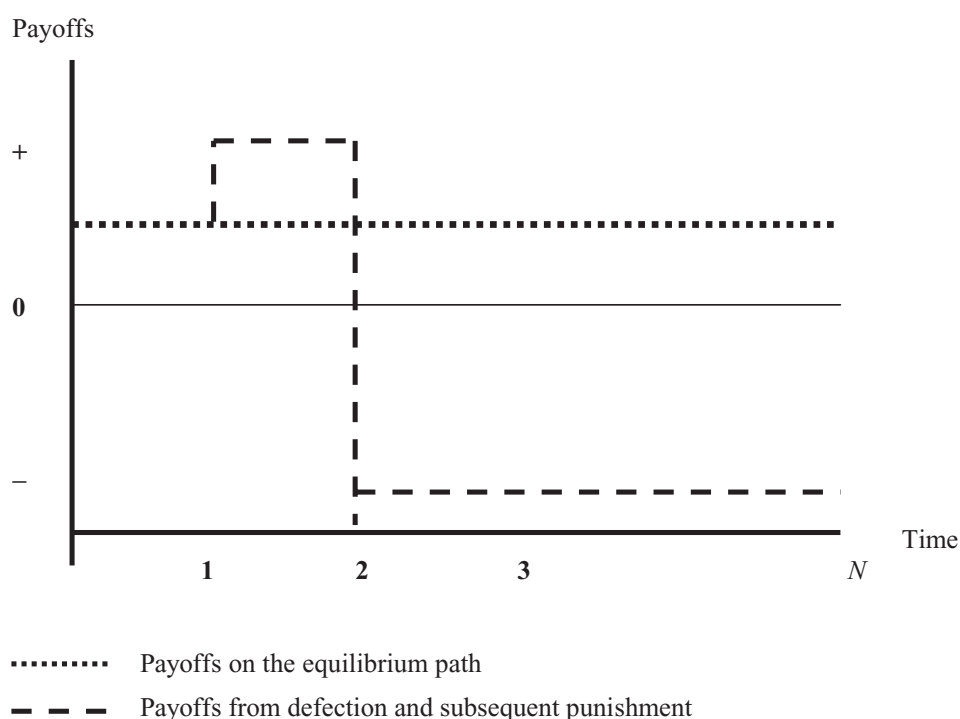 Payoffs
+
0
–
Time
1 2 3 N
Payoffs on the equilibrium path
Payoffs from defection and subsequent punishment